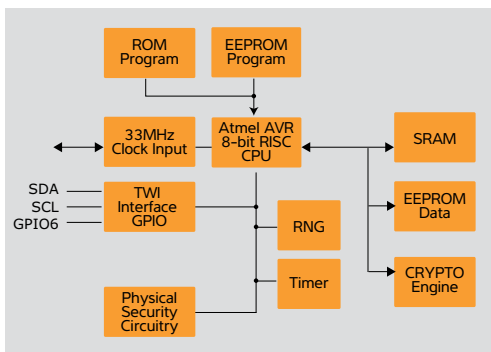 ROM
Program
EEPROM
Program
33MHz
Clock Input
Atmel AVR
8-bit RISC
CPU
SRAM
SDA
SCL
GPIO6
TWI
Interface
GPIO
EEPROM
Data
RNG
Timer
CRYPTO
Engine
Physical
Security
Circuitry